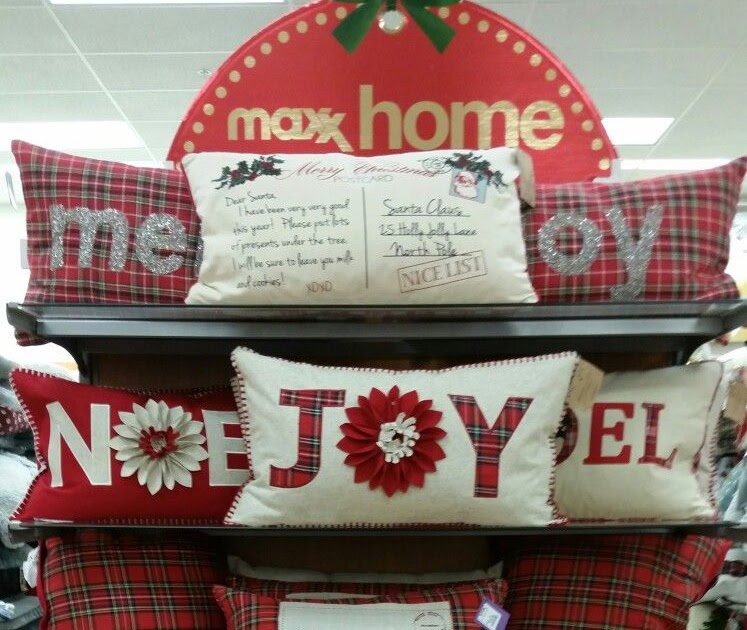 maxx home
me
Merry Christmas
POSTCARD
Dear Santa,
I have been very very good
this year! Please put lots
of presents under the tree.
I will be sure to leave you milk
and cookies!
XOXO
Santa Clause
25 Holly Jolly Lane
North Pole
NICE LIST
oy
NOE
JOY
OEL